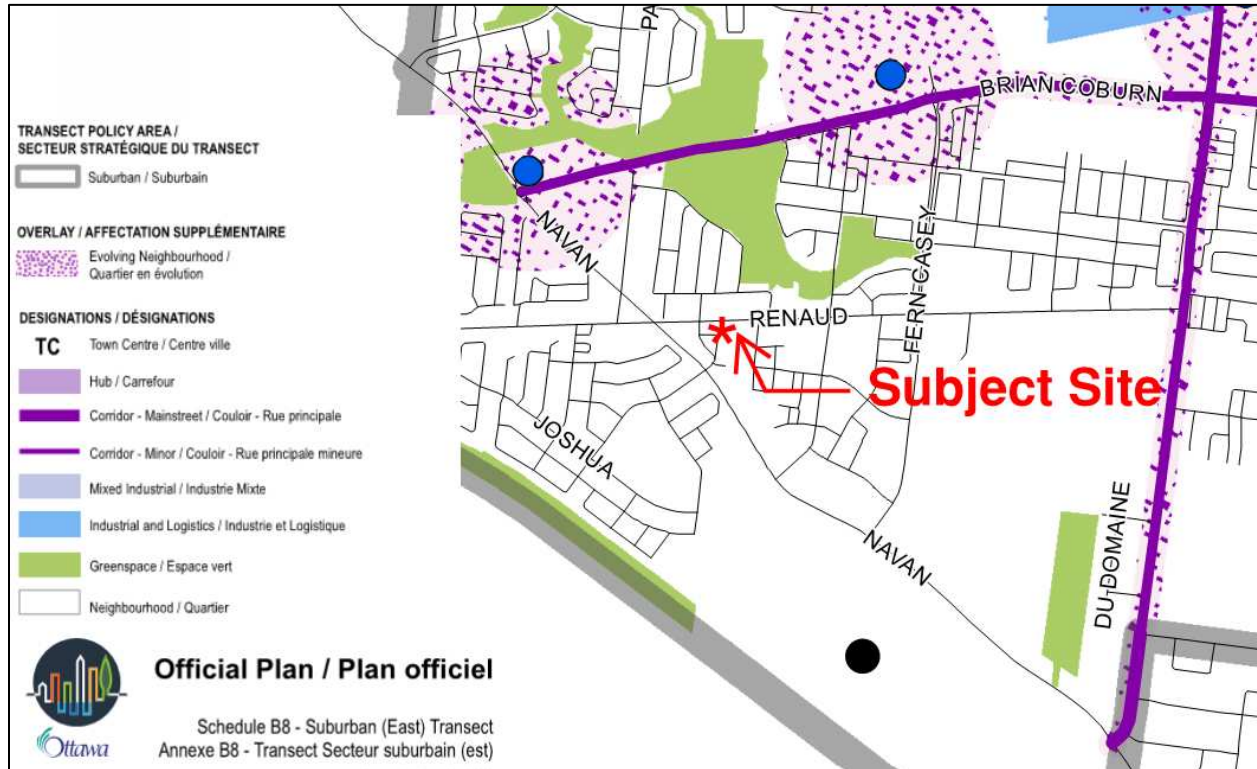 TRANSECT POLICY AREA /
SECTEUR STRATÉGIQUE DU TRANSECT
Suburban / Suburbain
OVERLAY / AFFECTATION SUPPLÉMENTAIRE
Evolving Neighbourhood /
Quartier en évolution
DESIGNATIONS / DÉSIGNATIONS
TC Town Centre / Centre ville
Hub / Carrefour
Corridor - Mainstreet / Couloir - Rue principale
Corridor - Minor / Couloir - Rue principale mineure
Mixed Industrial / Industrie Mixte
Industrial and Logistics / Industrie et Logistique
Greenspace / Espace vert
Neighbourhood / Quartier
Ottawa
Official Plan / Plan officiel
Schedule B8 - Suburban (East) Transect
Annexe B8 - Transect Secteur suburbain (est)
PA
BRIAN COBURN
NAVAN
FERN CASEY
RENAUD
Subject Site
JOSHUA
NAVAN
DU-DOMAINE